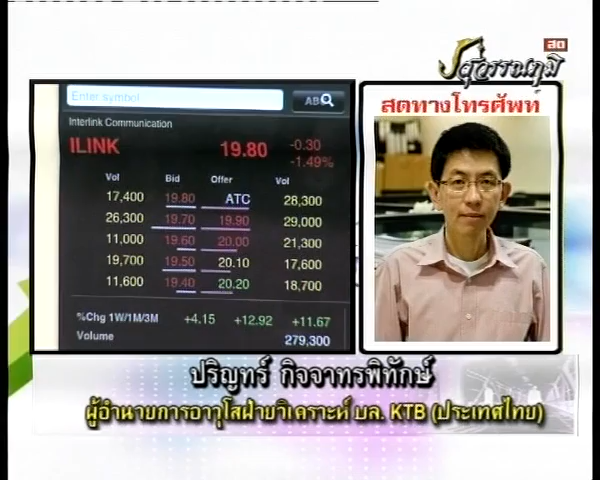 สด
สุวรรณภูมิ
Enter symbol
AB
สดทางโทรศัพท์
Interlink Communication
ILINK 19.80 -0.30
-1.49%
Vol Bid Offer Vol
17,400 19.80 ATC 28,300
26,300 19.70 19.90 29,000
11,000 19.60 20.00 21,300
19,700 19.50 20.10 17,600
11,600 19.40 20.20 18,700
%Chg 1W/1M/3M +4.15 +12.92 +11.67
Volume 279,300
ปริญทร์ กิจจาทรพิทักษ์
ผู้อำนวยการอาวุโสฝ่ายวิเคราะห์ บล. KTB (ประเทศไทย)